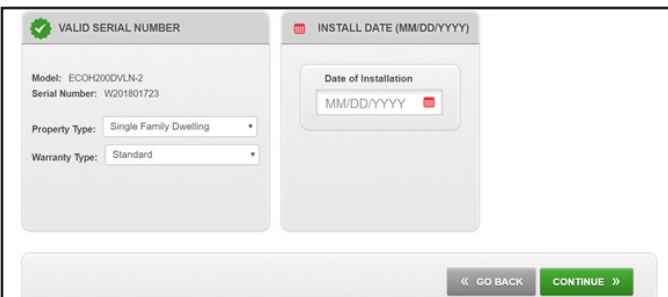 VALID SERIAL NUMBER
Model: ECOH200DVLN-2
Serial Number: W201801723
Property Type: Single Family Dwelling
Warranty Type: Standard
INSTALL DATE (MM/DD/YYYY)
Date of Installation
MM/DD/YYYY
« GO BACK
CONTINUE »